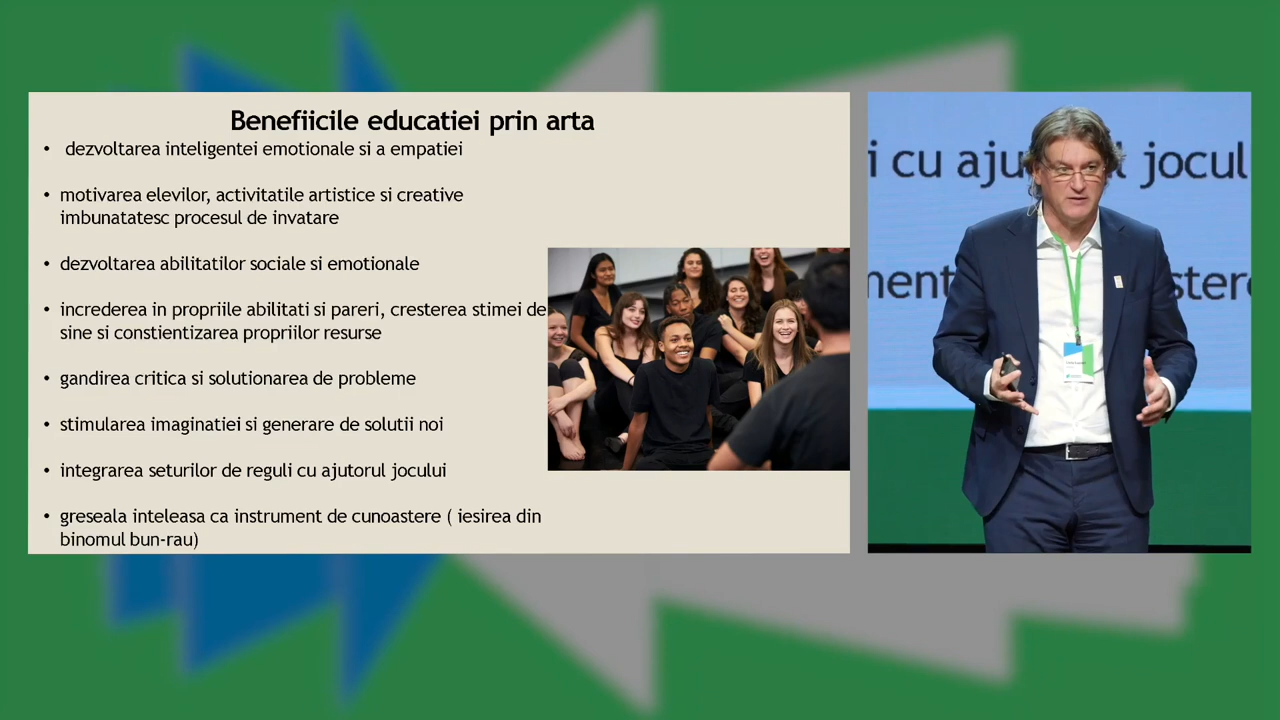 Benefiicile educatiei prin arta
• dezvoltarea inteligentei emotionale si a empatiei
• motivarea elevilor, activitatile artistice si creative
imbunatatesc procesul de invatare
• dezvoltarea abilitatilor sociale si emotionale
• increderea in propriile abilitati si pareri, cresterea stimei de
sine si constientizarea propriilor resurse
• gandirea critica si solutionarea de probleme
• stimularea imaginatiei si generare de solutii noi
• integrarea seturilor de reguli cu ajutorul jocului
• greseala inteleasa ca instrument de cunoastere ( iesirea din
binomul bun-rau)
i cu aju l jocul
ment stere